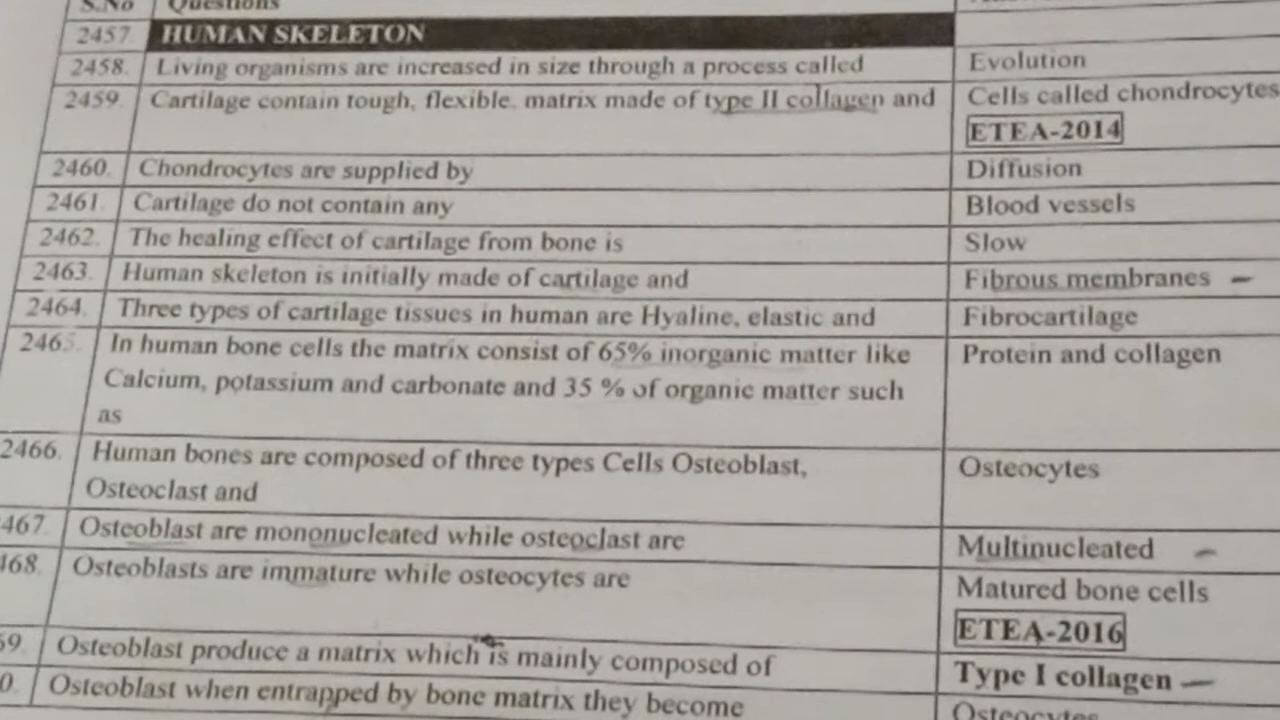 S.No Questions
2457. HUMAN SKELETON
2458. Living organisms are increased in size through a process called Evolution
2459. Cartilage contain tough, flexible, matrix made of type II collagen and Cells called chondrocytes
ETEA-2014
2460. Chondrocytes are supplied by Diffusion
2461. Cartilage do not contain any Blood vessels
2462. The healing effect of cartilage from bone is Slow
2463. Human skeleton is initially made of cartilage and Fibrous membranes
2464. Three types of cartilage tissues in human are Hyaline, elastic and Fibrocartilage
2465. In human bone cells the matrix consist of 65% inorganic matter like Protein and collagen
Calcium, potassium and carbonate and 35 % of organic matter such
as
2466. Human bones are composed of three types Cells Osteoblast, Osteocytes
Osteoclast and
467. Osteoblast are mononucleated while osteoclast are Multinucleated
468. Osteoblasts are immature while osteocytes are Matured bone cells
ETEA-2016
59. Osteoblast produce a matrix which is mainly composed of Type I collagen
0. Osteoblast when entrapped by bone matrix they become Osteocytes